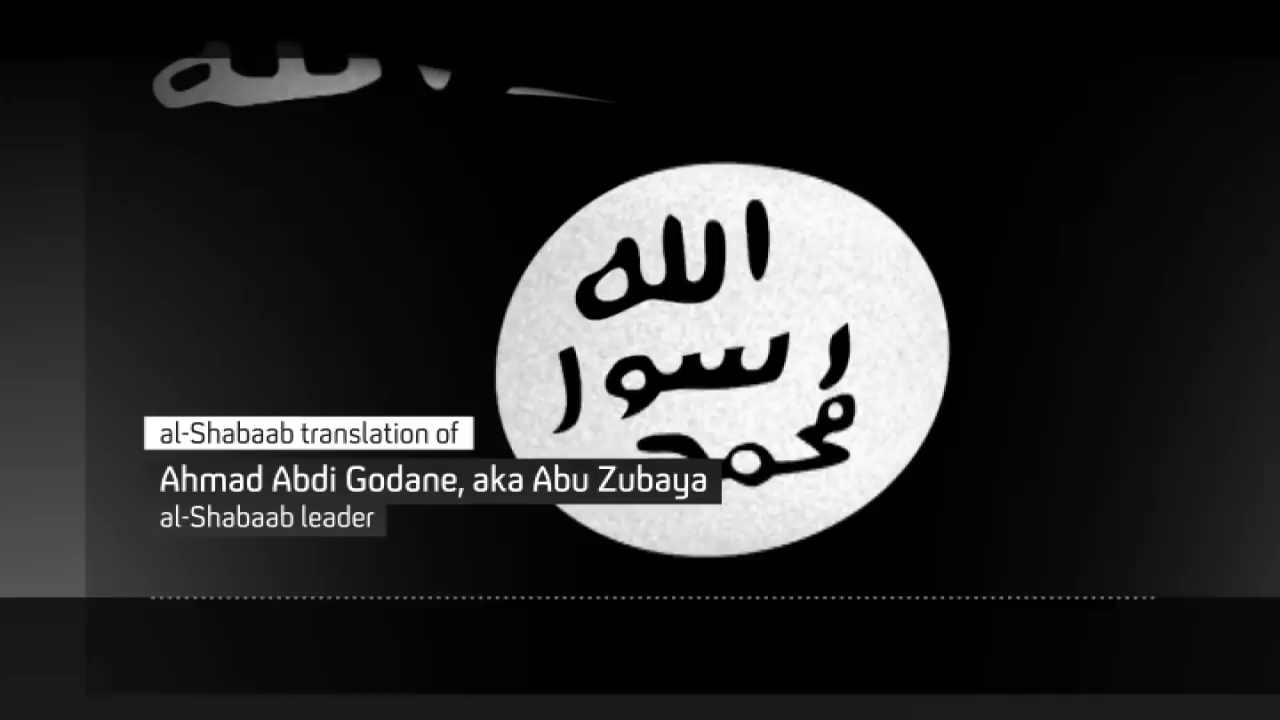 الله
رسول
محمد
al-Shabaab translation of
Ahmad Abdi Godane, aka Abu Zubaya
al-Shabaab leader